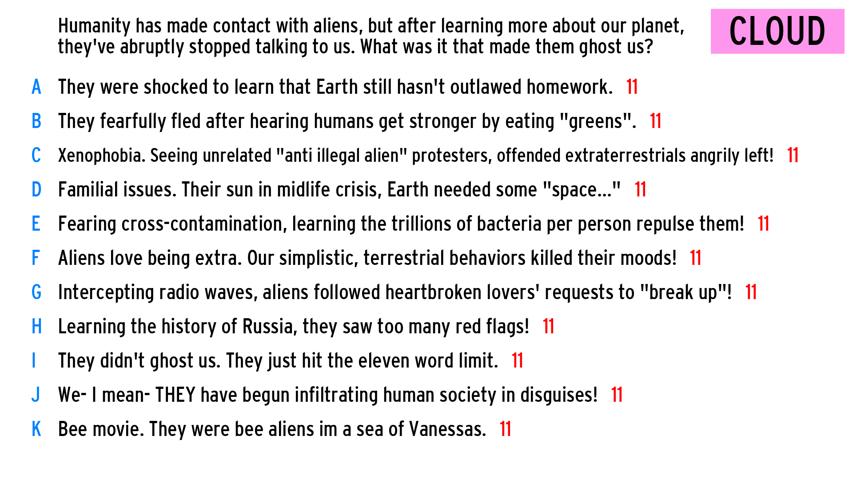 Humanity has made contact with aliens, but after learning more about our planet,
they've abruptly stopped talking to us. What was it that made them ghost us?
CLOUD
A They were shocked to learn that Earth still hasn't outlawed homework. 11
B They fearfully fled after hearing humans get stronger by eating "greens". 11
C Xenophobia. Seeing unrelated "anti illegal alien" protesters, offended extraterrestrials angrily left! 11
D Familial issues. Their sun in midlife crisis, Earth needed some "space..." 11
E Fearing cross-contamination, learning the trillions of bacteria per person repulse them! 11
F Aliens love being extra. Our simplistic, terrestrial behaviors killed their moods! 11
G Intercepting radio waves, aliens followed heartbroken lovers' requests to "break up"! 11
H Learning the history of Russia, they saw too many red flags! 11
I They didn't ghost us. They just hit the eleven word limit. 11
J We- I mean- THEY have begun infiltrating human society in disguises! 11
K Bee movie. They were bee aliens im a sea of Vanessas. 11